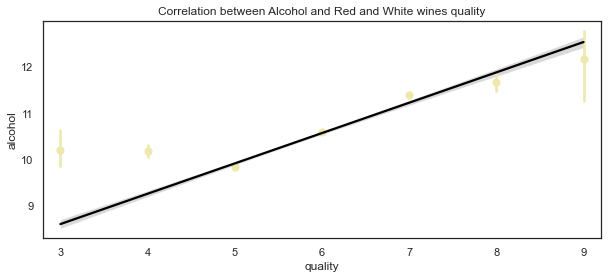 Correlation between Alcohol and Red and White wines quality
alcohol
12
11
10
9
3 4 5 6 7 8 9
quality